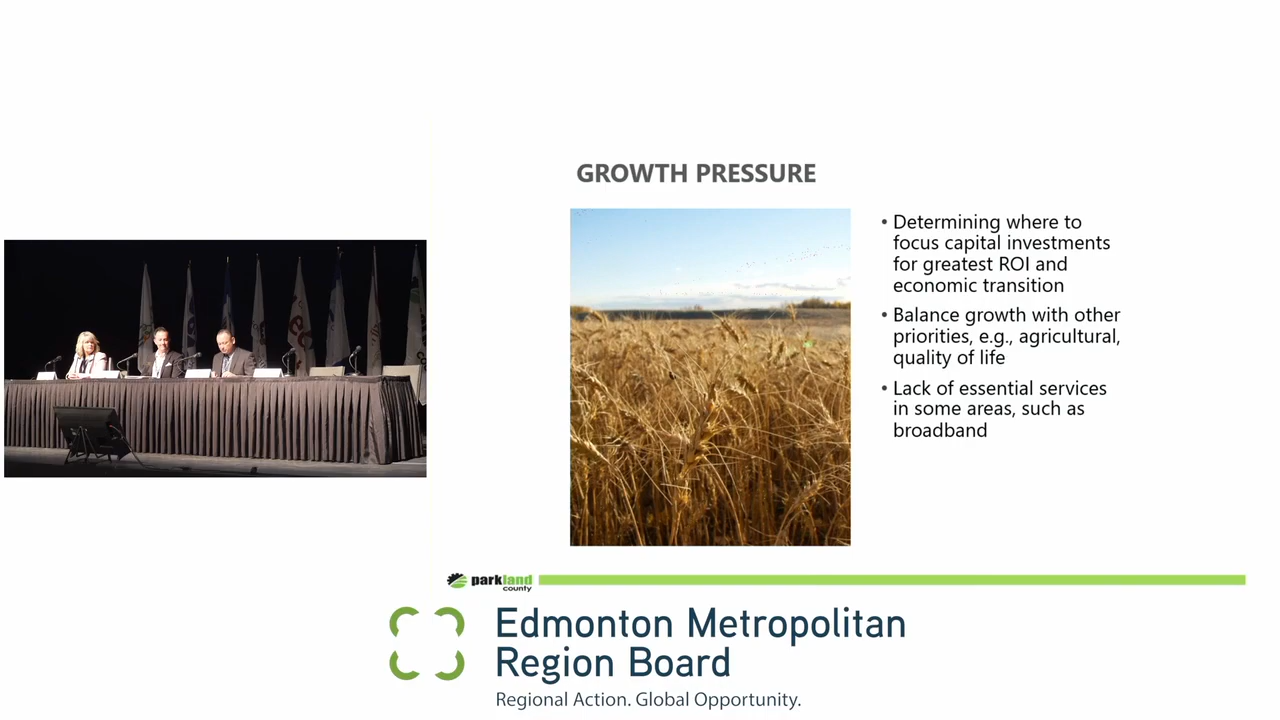 GROWTH PRESSURE
• Determining where to
focus capital investments
for greatest ROI and
economic transition
• Balance growth with other
priorities, e.g., agricultural,
quality of life
• Lack of essential services
in some areas, such as
broadband
parkland
county
Edmonton Metropolitan
Region Board
Regional Action. Global Opportunity.